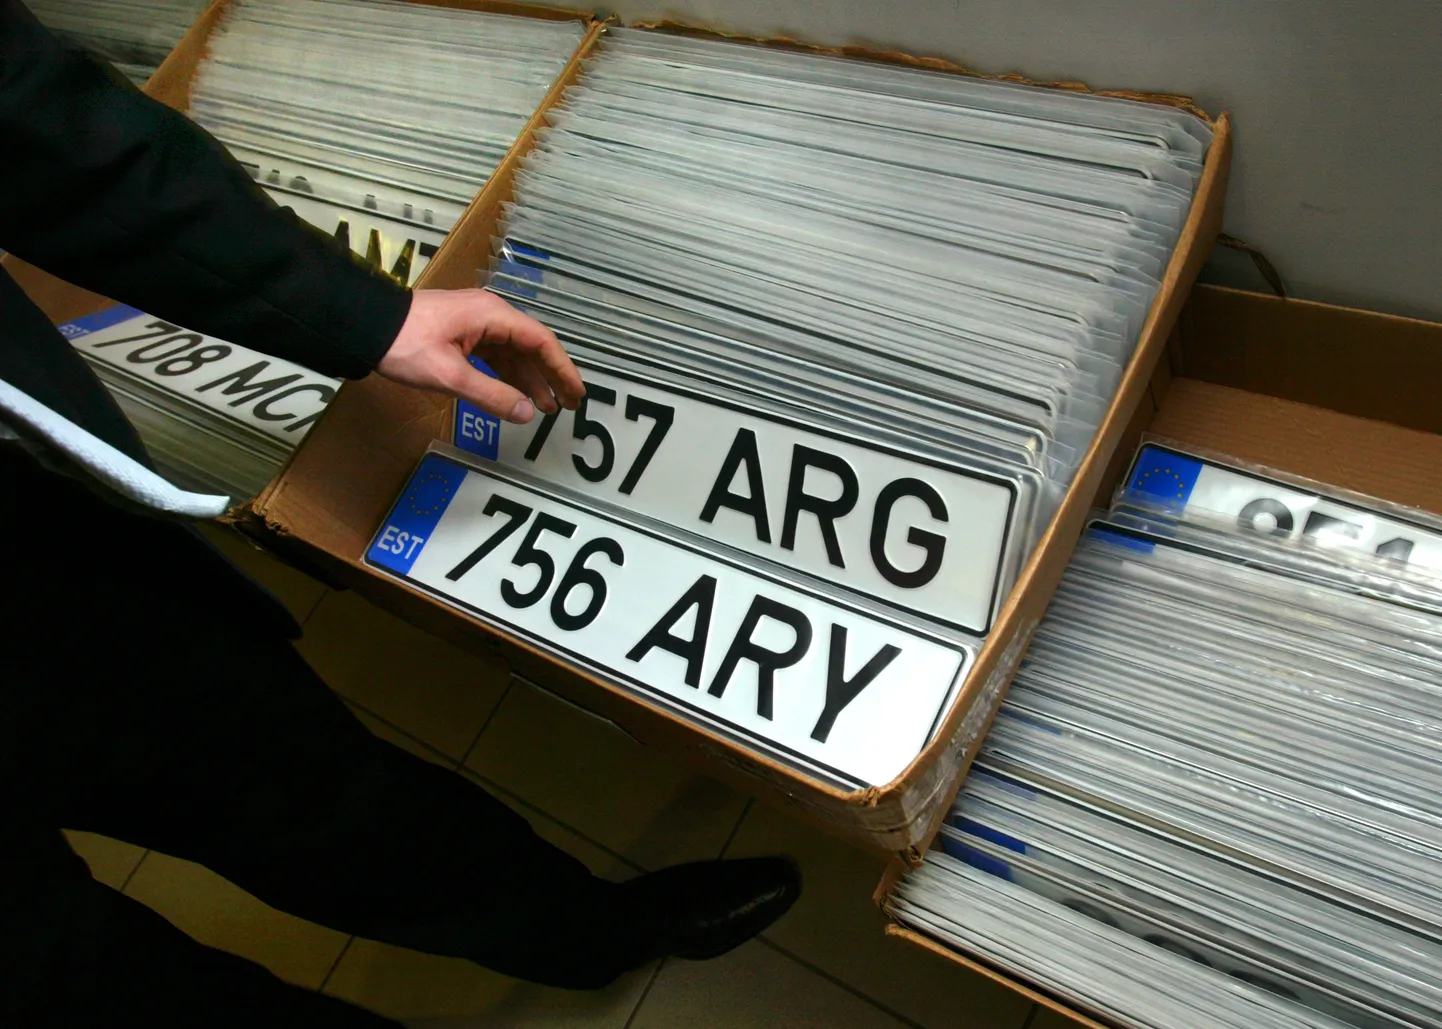 EST 708 MC
EST 757 ARG
EST 756 ARY